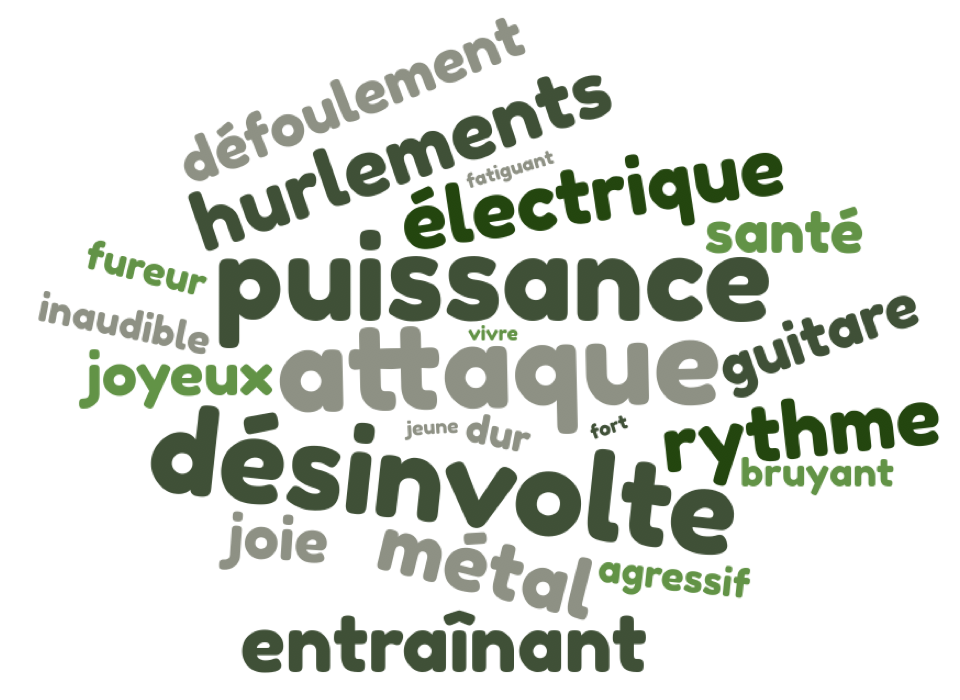 défoulement
hurlements
fatiguant
électrique
santé
fureur
puissance
inaudible
vivre
guitare
joyeux
attaque
jeune
dur
fort
rythme
désinvolte
bruyant
joie
métal
agressif
entraînant